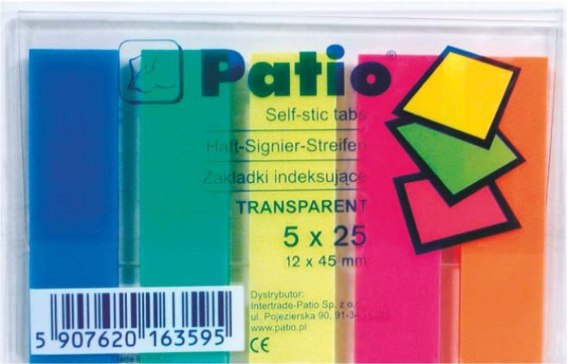 Patio
Self-stic tabs
Haft-Signier-Streifen
Zakładki indeksujące
TRANSPARENT
5 x 25
12 x 45 mm
Dystrybutor:
Intertrade-Patio Sp. z o.o.
ul. Pojezierska 90, 91-34
www.patio.pl
CE
5 907620 163595